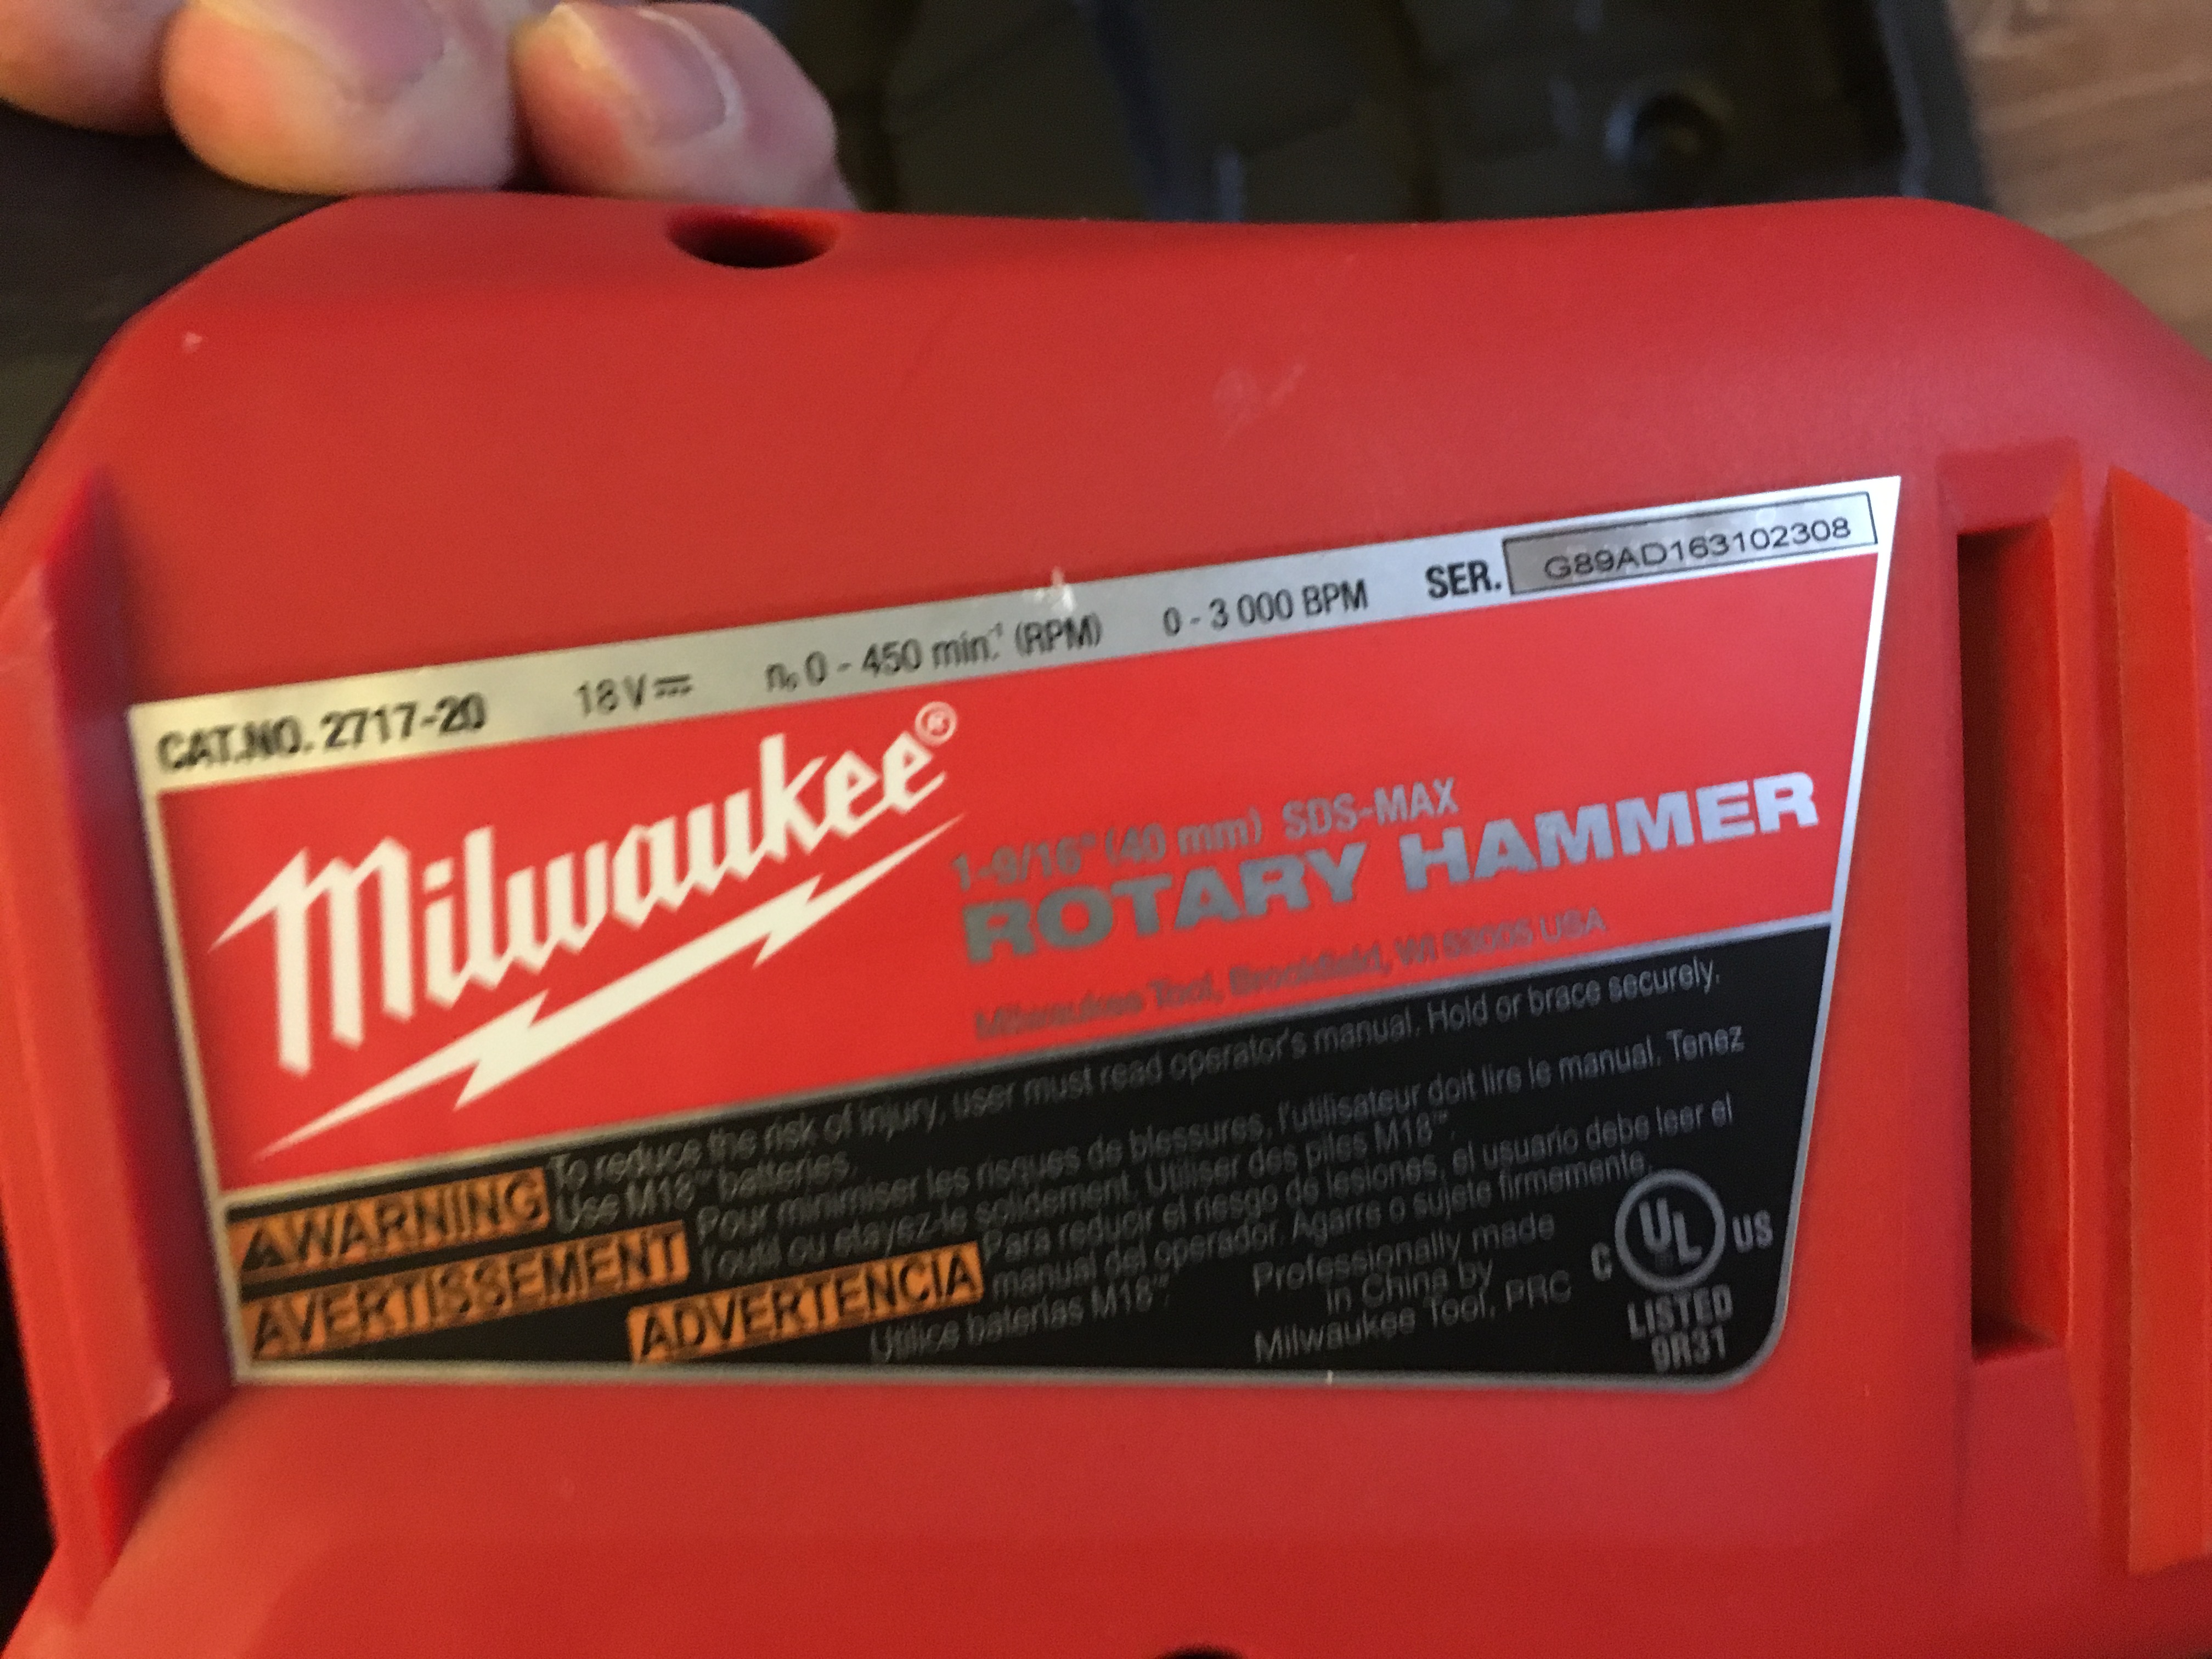 CAT.NO. 2717-20 18V⎓ n₀ 0 - 450 min.⁻¹ (RPM) 0 - 3 000 BPM SER. G89AD163102308
Milwaukee®
1-9/16" (40 mm) SDS-MAX
ROTARY HAMMER
Milwaukee Tool, Brookfield, WI 53005 USA
⚠WARNING To reduce the risk of injury, user must read operator's manual. Hold or brace securely.
Use M18™ batteries.
AVERTISSEMENT Pour minimiser les risques de blessures, l'utilisateur doit lire le manual. Tenez
l'outil ou etayez-le solidement. Utiliser des piles M18™.
ADVERTENCIA Para reducir el riesgo de lesiones, el usuario debe leer el
manual del operador. Agarre o sujete firmemente.
Utilice baterías M18™.
Professionally made
in China by
Milwaukee Tool, PRC
C UL US
LISTED
9R31